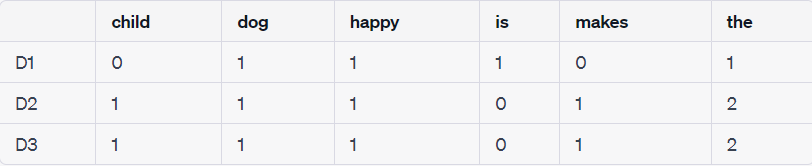 child dog happy is makes the
D1 0 1 1 1 0 1
D2 1 1 1 0 1 2
D3 1 1 1 0 1 2